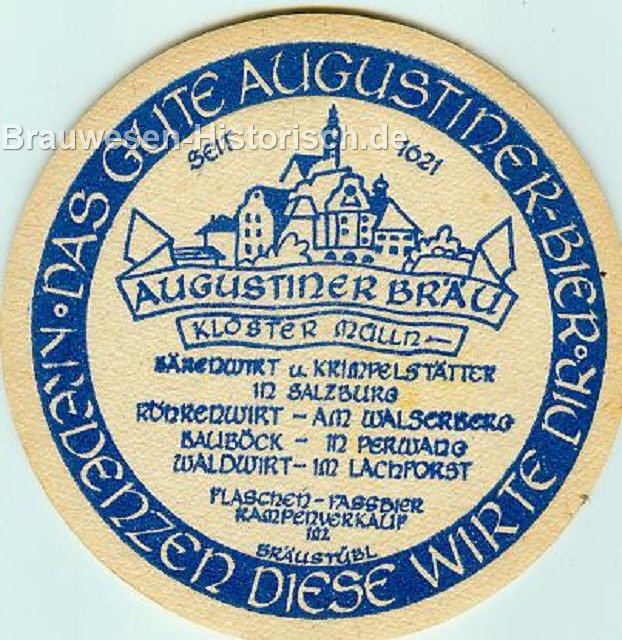 DAS GUTE AUGUSTINER-BIER · DIR KREDENZEN DIESE WIRTE
Brauwesen-Historisch.de
SEIT 1621
AUGUSTINER BRÄU
KLOSTER MÜLLN
BÄRENWIRT u. KRIMPELSTÄTTER
IN SALZBURG
RÖHRENWIRT - AM WALSERBERG
BAUBÖCK - IN PERWANG
WALDWIRT - IM LACHFORST
FLASCHEN - FASSBIER
RAMPENVERKAUF
IM
BRÄUSTÜBL